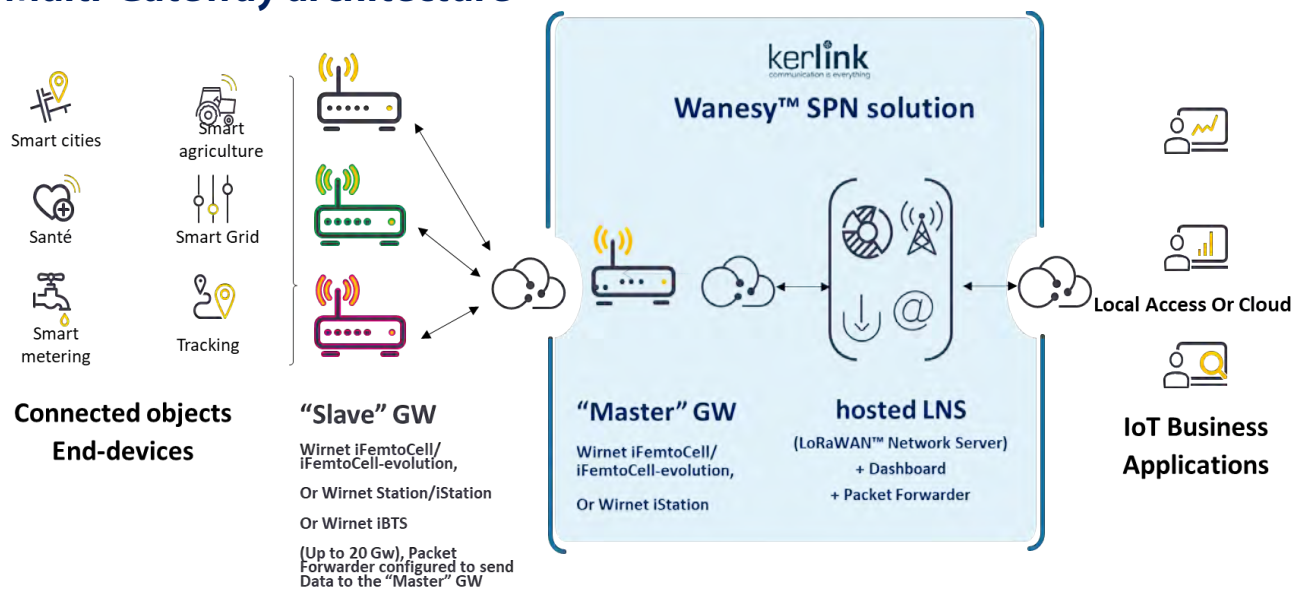 Multi-Gateway architecture
kerlink
communication is everything
Wanesy™ SPN solution
Smart cities
Smart
agriculture
Santé
Smart Grid
Smart
metering
Tracking
Connected objects
End-devices
“Slave” GW
Wirnet iFemtoCell/
iFemtoCell-evolution,
Or Wirnet Station/iStation
Or Wirnet iBTS
(Up to 20 Gw), Packet
Forwarder configured to send
Data to the “Master” GW
“Master” GW
Wirnet iFemtoCell/
iFemtoCell-evolution,
Or Wirnet iStation
@
hosted LNS
(LoRaWAN™ Network Server)
+ Dashboard
+ Packet Forwarder
Local Access Or Cloud
IoT Business
Applications